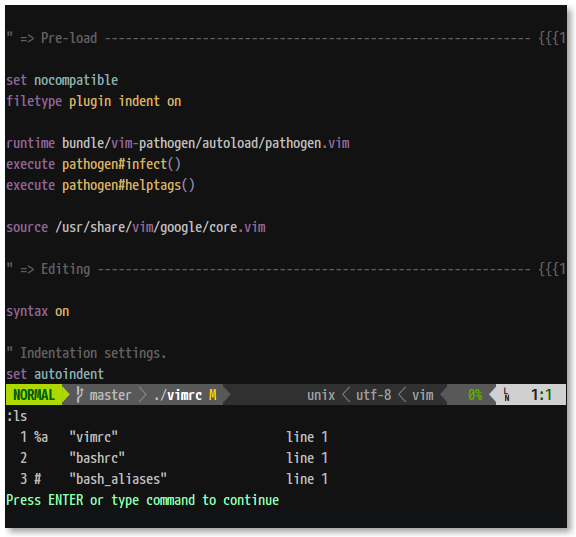 " => Pre-load ------------------------------------------------------------- {{{1
set nocompatible
filetype plugin indent on
runtime bundle/vim-pathogen/autoload/pathogen.vim
execute pathogen#infect()
execute pathogen#helptags()
source /usr/share/vim/google/core.vim
" => Editing -------------------------------------------------------------- {{{1
syntax on
" Indentation settings.
set autoindent
NORMAL master ./vimrc M unix utf-8 vim 0% LN 1:1
:ls
1 %a "vimrc" line 1
2 "bashrc" line 1
3 # "bash_aliases" line 1
Press ENTER or type command to continue